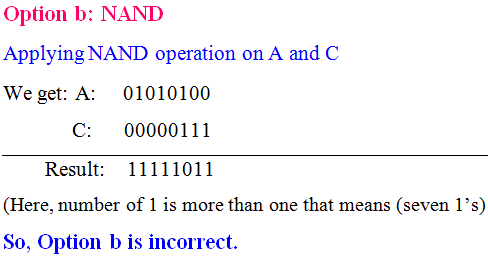 Option b: NAND
Applying NAND operation on A and C
We get: A: 01010100
C: 00000111
Result: 11111011
(Here, number of 1 is more than one that means (seven 1’s)
So, Option b is incorrect.